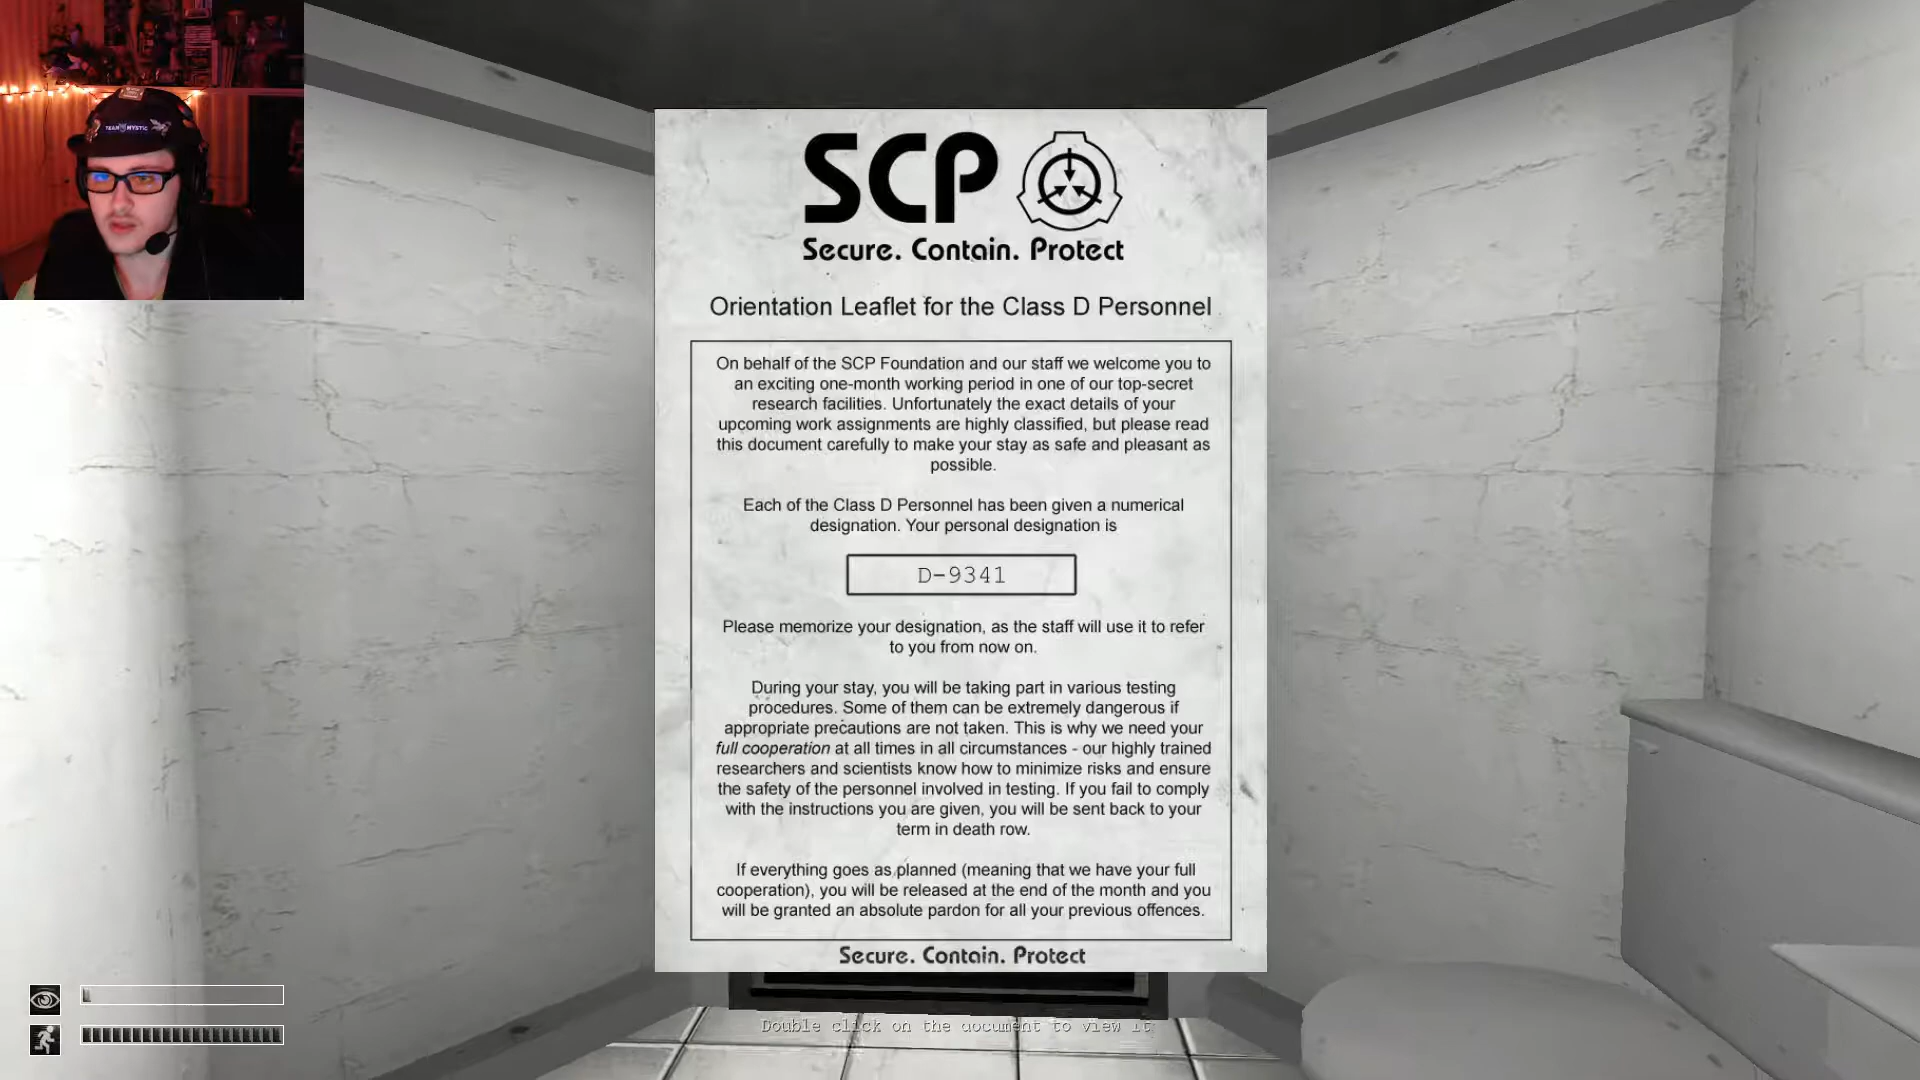 TEAM MYSTIC
SCP
Secure. Contain. Protect
Orientation Leaflet for the Class D Personnel
On behalf of the SCP Foundation and our staff we welcome you to
an exciting one-month working period in one of our top-secret
research facilities. Unfortunately the exact details of your
upcoming work assignments are highly classified, but please read
this document carefully to make your stay as safe and pleasant as
possible.
Each of the Class D Personnel has been given a numerical
designation. Your personal designation is
D-9341
Please memorize your designation, as the staff will use it to refer
to you from now on.
During your stay, you will be taking part in various testing
procedures. Some of them can be extremely dangerous if
appropriate precautions are not taken. This is why we need your
full cooperation at all times in all circumstances - our highly trained
researchers and scientists know how to minimize risks and ensure
the safety of the personnel involved in testing. If you fail to comply
with the instructions you are given, you will be sent back to your
term in death row.
If everything goes as planned (meaning that we have your full
cooperation), you will be released at the end of the month and you
will be granted an absolute pardon for all your previous offences.
Secure. Contain. Protect
Double click on the document to view it